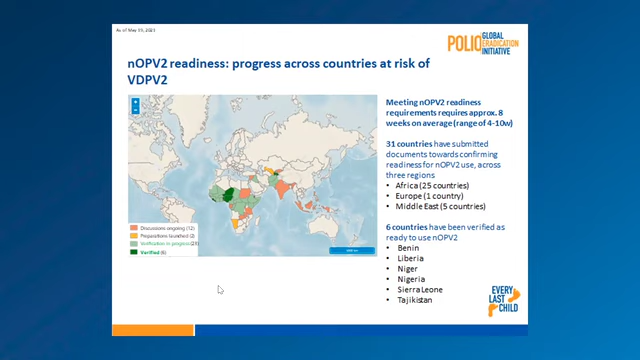 As of May 05, 2021
POLIO GLOBAL
ERADICATION
INITIATIVE
nOPV2 readiness: progress across countries at risk of
VDPV2
Meeting nOPV2 readiness
requirements requires approx. 8
weeks on average (range of 4-10w)
31 countries have submitted
documents towards confirming
readiness for nOPV2 use, across
three regions
• Africa (25 countries)
• Europe (1 country)
• Middle East (5 countries)
Discussions ongoing (12)
Preparations launched (2)
Verification in progress (25)
Verified (6)
6 countries have been verified as
ready to use nOPV2
• Benin
• Liberia
• Niger
• Nigeria
• Sierra Leone
• Tajikistan
EVERY
LAST
CHILD